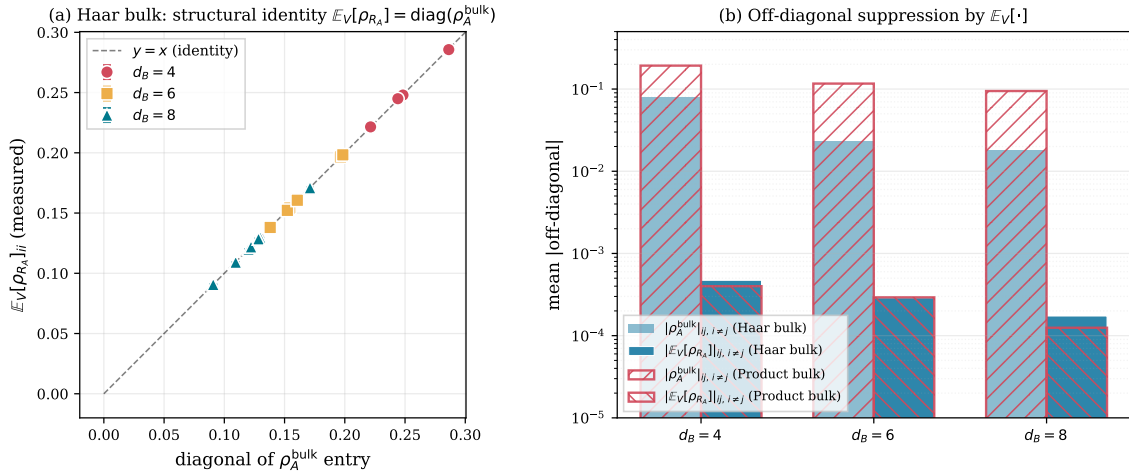 (a) Haar bulk: structural identity 𝔼_V[ρ_{R_A}] = diag(ρ_A^{bulk})
0.30
0.25
0.20
0.15
0.10
0.05
0.00
𝔼_V[ρ_{R_A}]_{ii} (measured)
y = x (identity)
d_B = 4
d_B = 6
d_B = 8
0.00 0.05 0.10 0.15 0.20 0.25 0.30
diagonal of ρ_A^{bulk} entry
(b) Off-diagonal suppression by 𝔼_V[·]
10^{-1}
10^{-2}
10^{-3}
10^{-4}
10^{-5}
mean |off-diagonal|
|ρ_A^{bulk}|_{ij, i≠j} (Haar bulk)
|𝔼_V[ρ_{R_A}]|_{ij, i≠j} (Haar bulk)
|ρ_A^{bulk}|_{ij, i≠j} (Product bulk)
|𝔼_V[ρ_{R_A}]|_{ij, i≠j} (Product bulk)
d_B = 4 d_B = 6 d_B = 8